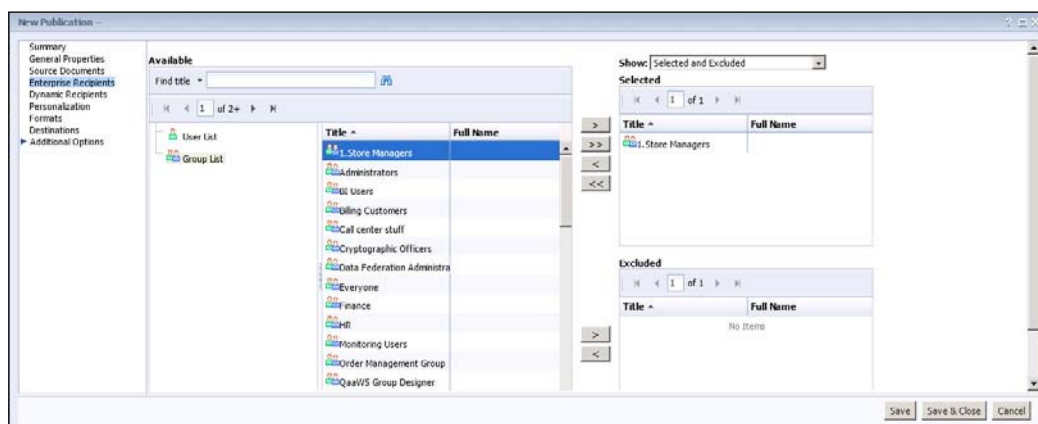 New Publication –
Summary
General Properties
Source Documents
Enterprise Recipients
Dynamic Recipients
Personalization
Formats
Destinations
Additional Options
Available
Find title
1 of 2+
User List
Group List
Title Full Name
1.Store Managers
Administrators
BI Users
Billing Customers
Call center stuff
Cryptographic Officers
Data Federation Administra
Everyone
Finance
HR
Monitoring Users
Order Management Group
QaaWS Group Designer
>
>>
<
<<
>
<
Show: Selected and Excluded
Selected
1 of 1
Title Full Name
1.Store Managers
Excluded
1 of 1
Title Full Name
No Items
Save Save & Close Cancel